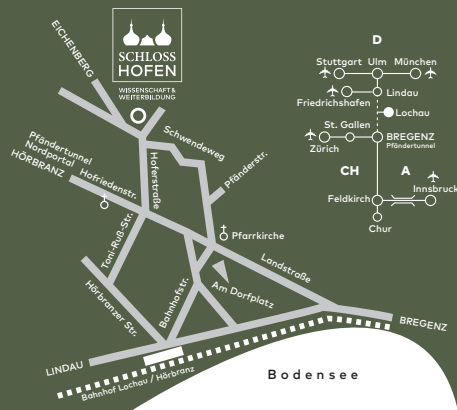 SCHLOSS
HOFEN
WISSENSCHAFT &
WEITERBILDUNG
EICHENBERG
Schwendeweg
Pfänderstr.
Hoferstraße
Pfändertunnel
Nordportal
HÖRBRANZ
Hofriedenstr.
Toni-Ruß-Str.
Hörbranzer Str.
Bahnhofstr.
Pfarrkirche
Landstraße
Am Dorfplatz
LINDAU
Bahnhof Lochau / Hörbranz
BREGENZ
Bodensee
D
Stuttgart Ulm München
Lindau
Friedrichshafen
Lochau
St. Gallen
BREGENZ
Pfändertunnel
Zürich
CH A
Innsbruck
Feldkirch
Chur